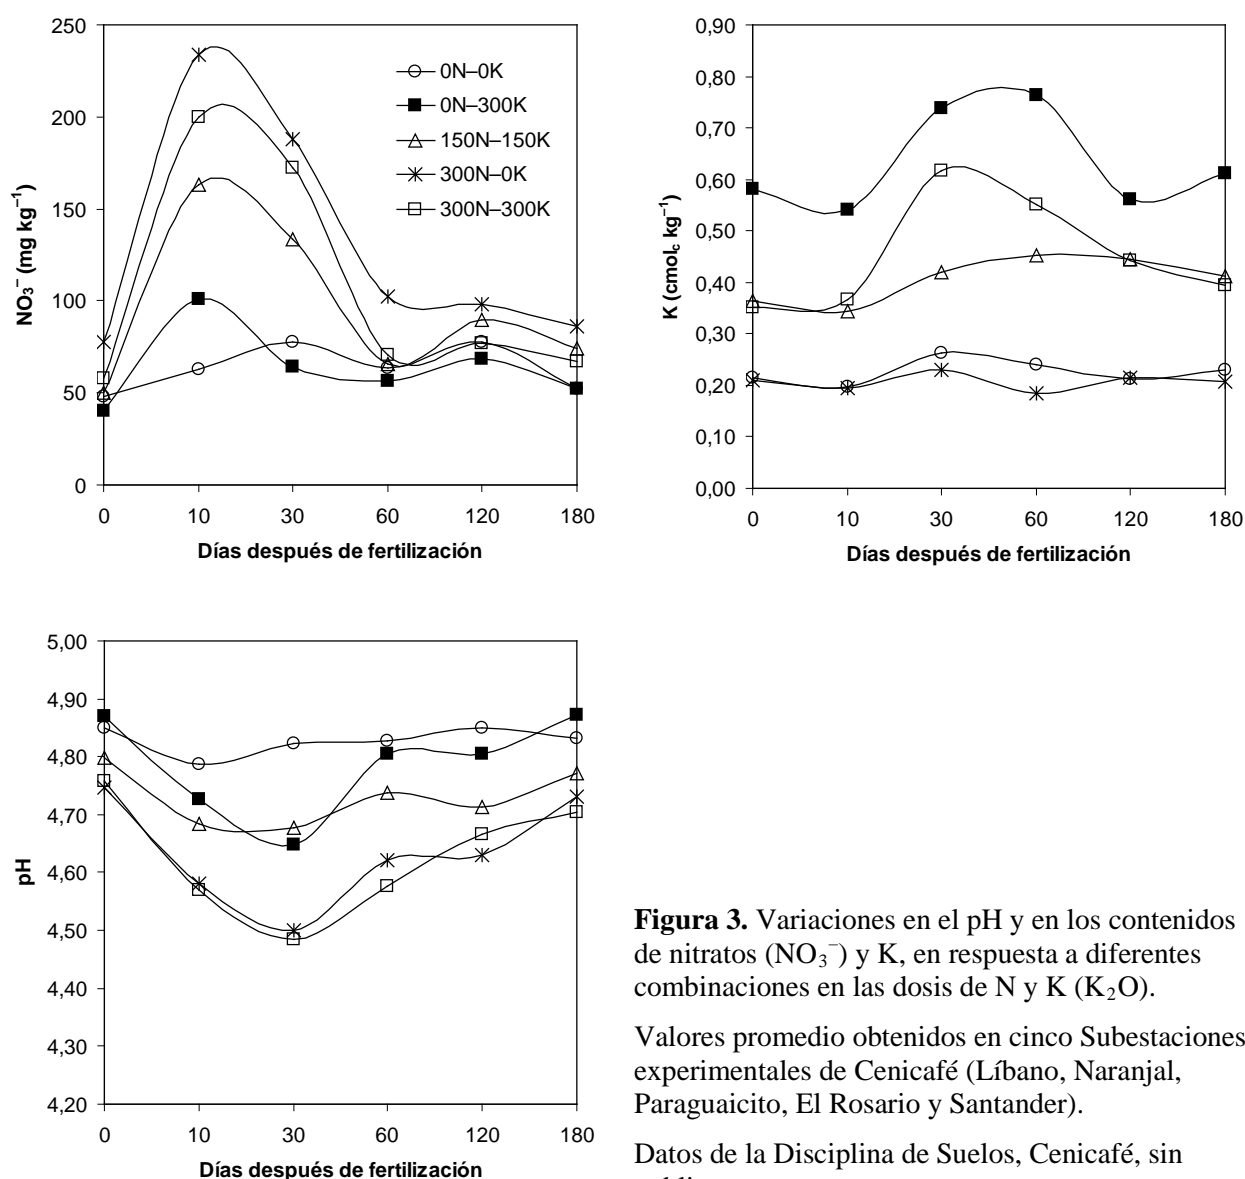 250
200
150
100
50
0
NO₃⁻ (mg kg⁻¹)
0N–0K
0N–300K
150N–150K
300N–0K
300N–300K
0 10 30 60 120 180
Días después de fertilización
0,90
0,80
0,70
0,60
0,50
0,40
0,30
0,20
0,10
0,00
K (cmol꜀ kg⁻¹)
0 10 30 60 120 180
Días después de fertilización
5,00
4,90
4,80
4,70
4,60
4,50
4,40
4,30
4,20
pH
0 10 30 60 120 180
Días después de fertilización
Figura 3. Variaciones en el pH y en los contenidos
de nitratos (NO₃⁻) y K, en respuesta a diferentes
combinaciones en las dosis de N y K (K₂O).
Valores promedio obtenidos en cinco Subestaciones
experimentales de Cenicafé (Líbano, Naranjal,
Paraguaicito, El Rosario y Santander).
Datos de la Disciplina de Suelos, Cenicafé, sin